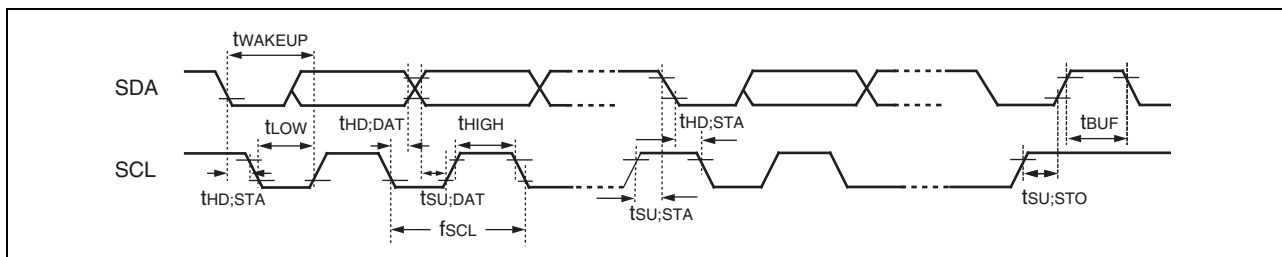 tWAKEUP
SDA
tLOW
tHD;DAT
tHIGH
tHD;STA
tBUF
SCL
tHD;STA
tSU;DAT
tSU;STA
tSU;STO
fSCL